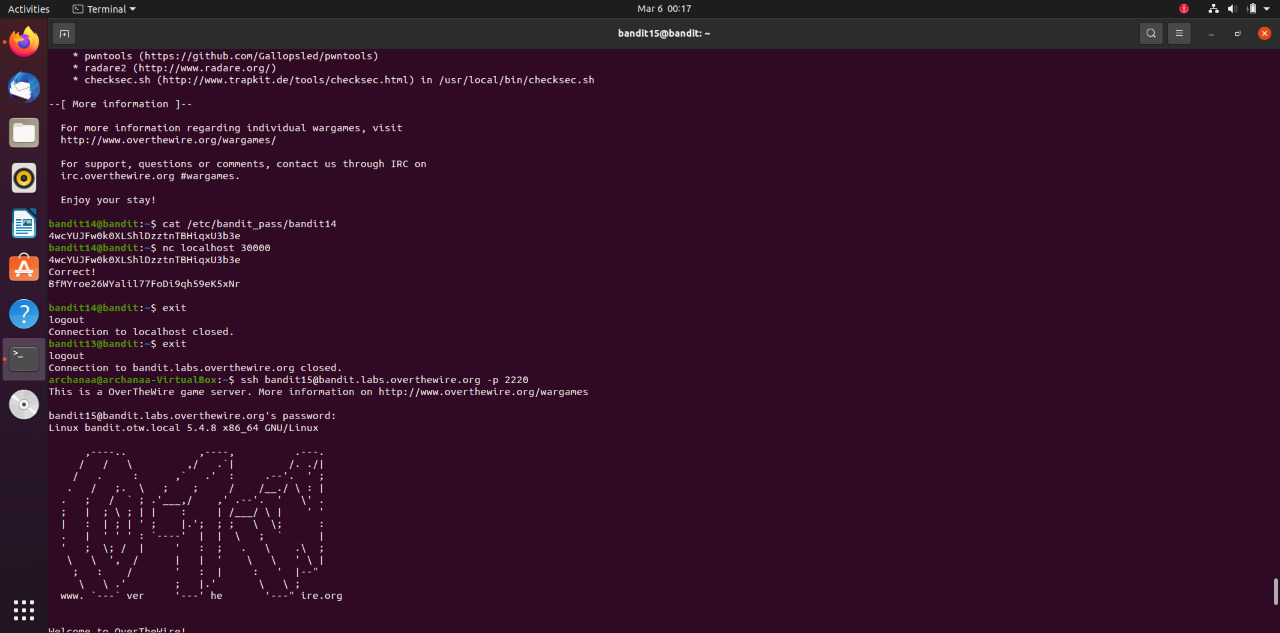 Activities
Terminal
Mar 6 00:17
bandit15@bandit: ~
* pwntools (https://github.com/Gallopsled/pwntools)
* radare2 (http://www.radare.org/)
* checksec.sh (http://www.trapkit.de/tools/checksec.html) in /usr/local/bin/checksec.sh
--[ More information ]--
For more information regarding individual wargames, visit
http://www.overthewire.org/wargames/
For support, questions or comments, contact us through IRC on
irc.overthewire.org #wargames.
Enjoy your stay!
bandit14@bandit:~$ cat /etc/bandit_pass/bandit14
4wcYUJFw0k0XLShlDzztnTBHiqxU3b3e
bandit14@bandit:~$ nc localhost 30000
4wcYUJFw0k0XLShlDzztnTBHiqxU3b3e
Correct!
BfMYroe26WYalil77FoDi9qh59eK5xNr
bandit14@bandit:~$ exit
logout
Connection to localhost closed.
bandit13@bandit:~$ exit
logout
Connection to bandit.labs.overthewire.org closed.
archanaa@archanaa-VirtualBox:~$ ssh bandit15@bandit.labs.overthewire.org -p 2220
This is a OverTheWire game server. More information on http://www.overthewire.org/wargames
bandit15@bandit.labs.overthewire.org's password:
Linux bandit.otw.local 5.4.8 x86_64 GNU/Linux
www. `---` ver '---' he '---" ire.org
Welcome to OverTheWire!